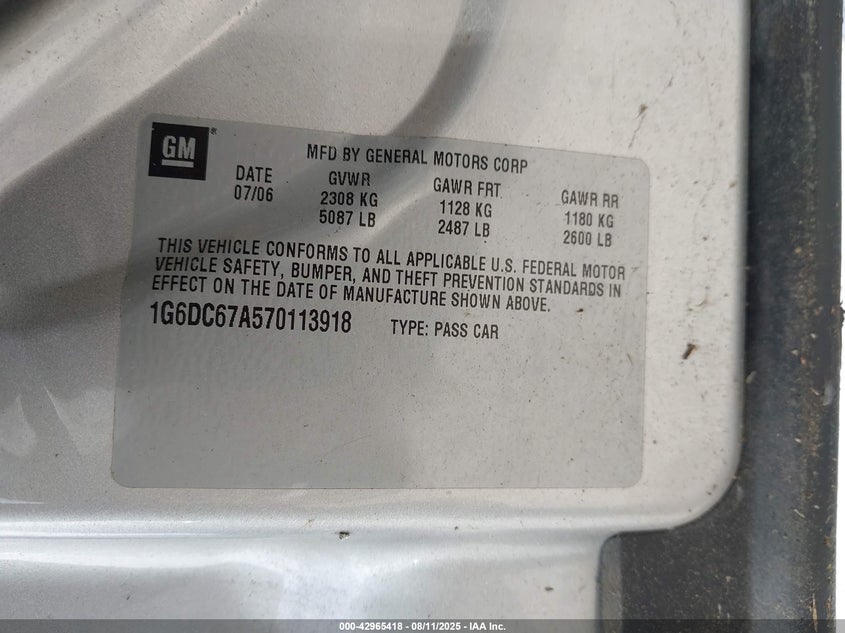 GM®
MFD BY GENERAL MOTORS CORP
DATE GVWR GAWR FRT GAWR RR
07/06 2308 KG 1128 KG 1180 KG
5087 LB 2487 LB 2600 LB
THIS VEHICLE CONFORMS TO ALL APPLICABLE U.S. FEDERAL MOTOR
VEHICLE SAFETY, BUMPER, AND THEFT PREVENTION STANDARDS IN
EFFECT ON THE DATE OF MANUFACTURE SHOWN ABOVE.
1G6DC67A570113918 TYPE: PASS CAR
000-42965418 - 08/11/2025 - IAA Inc.